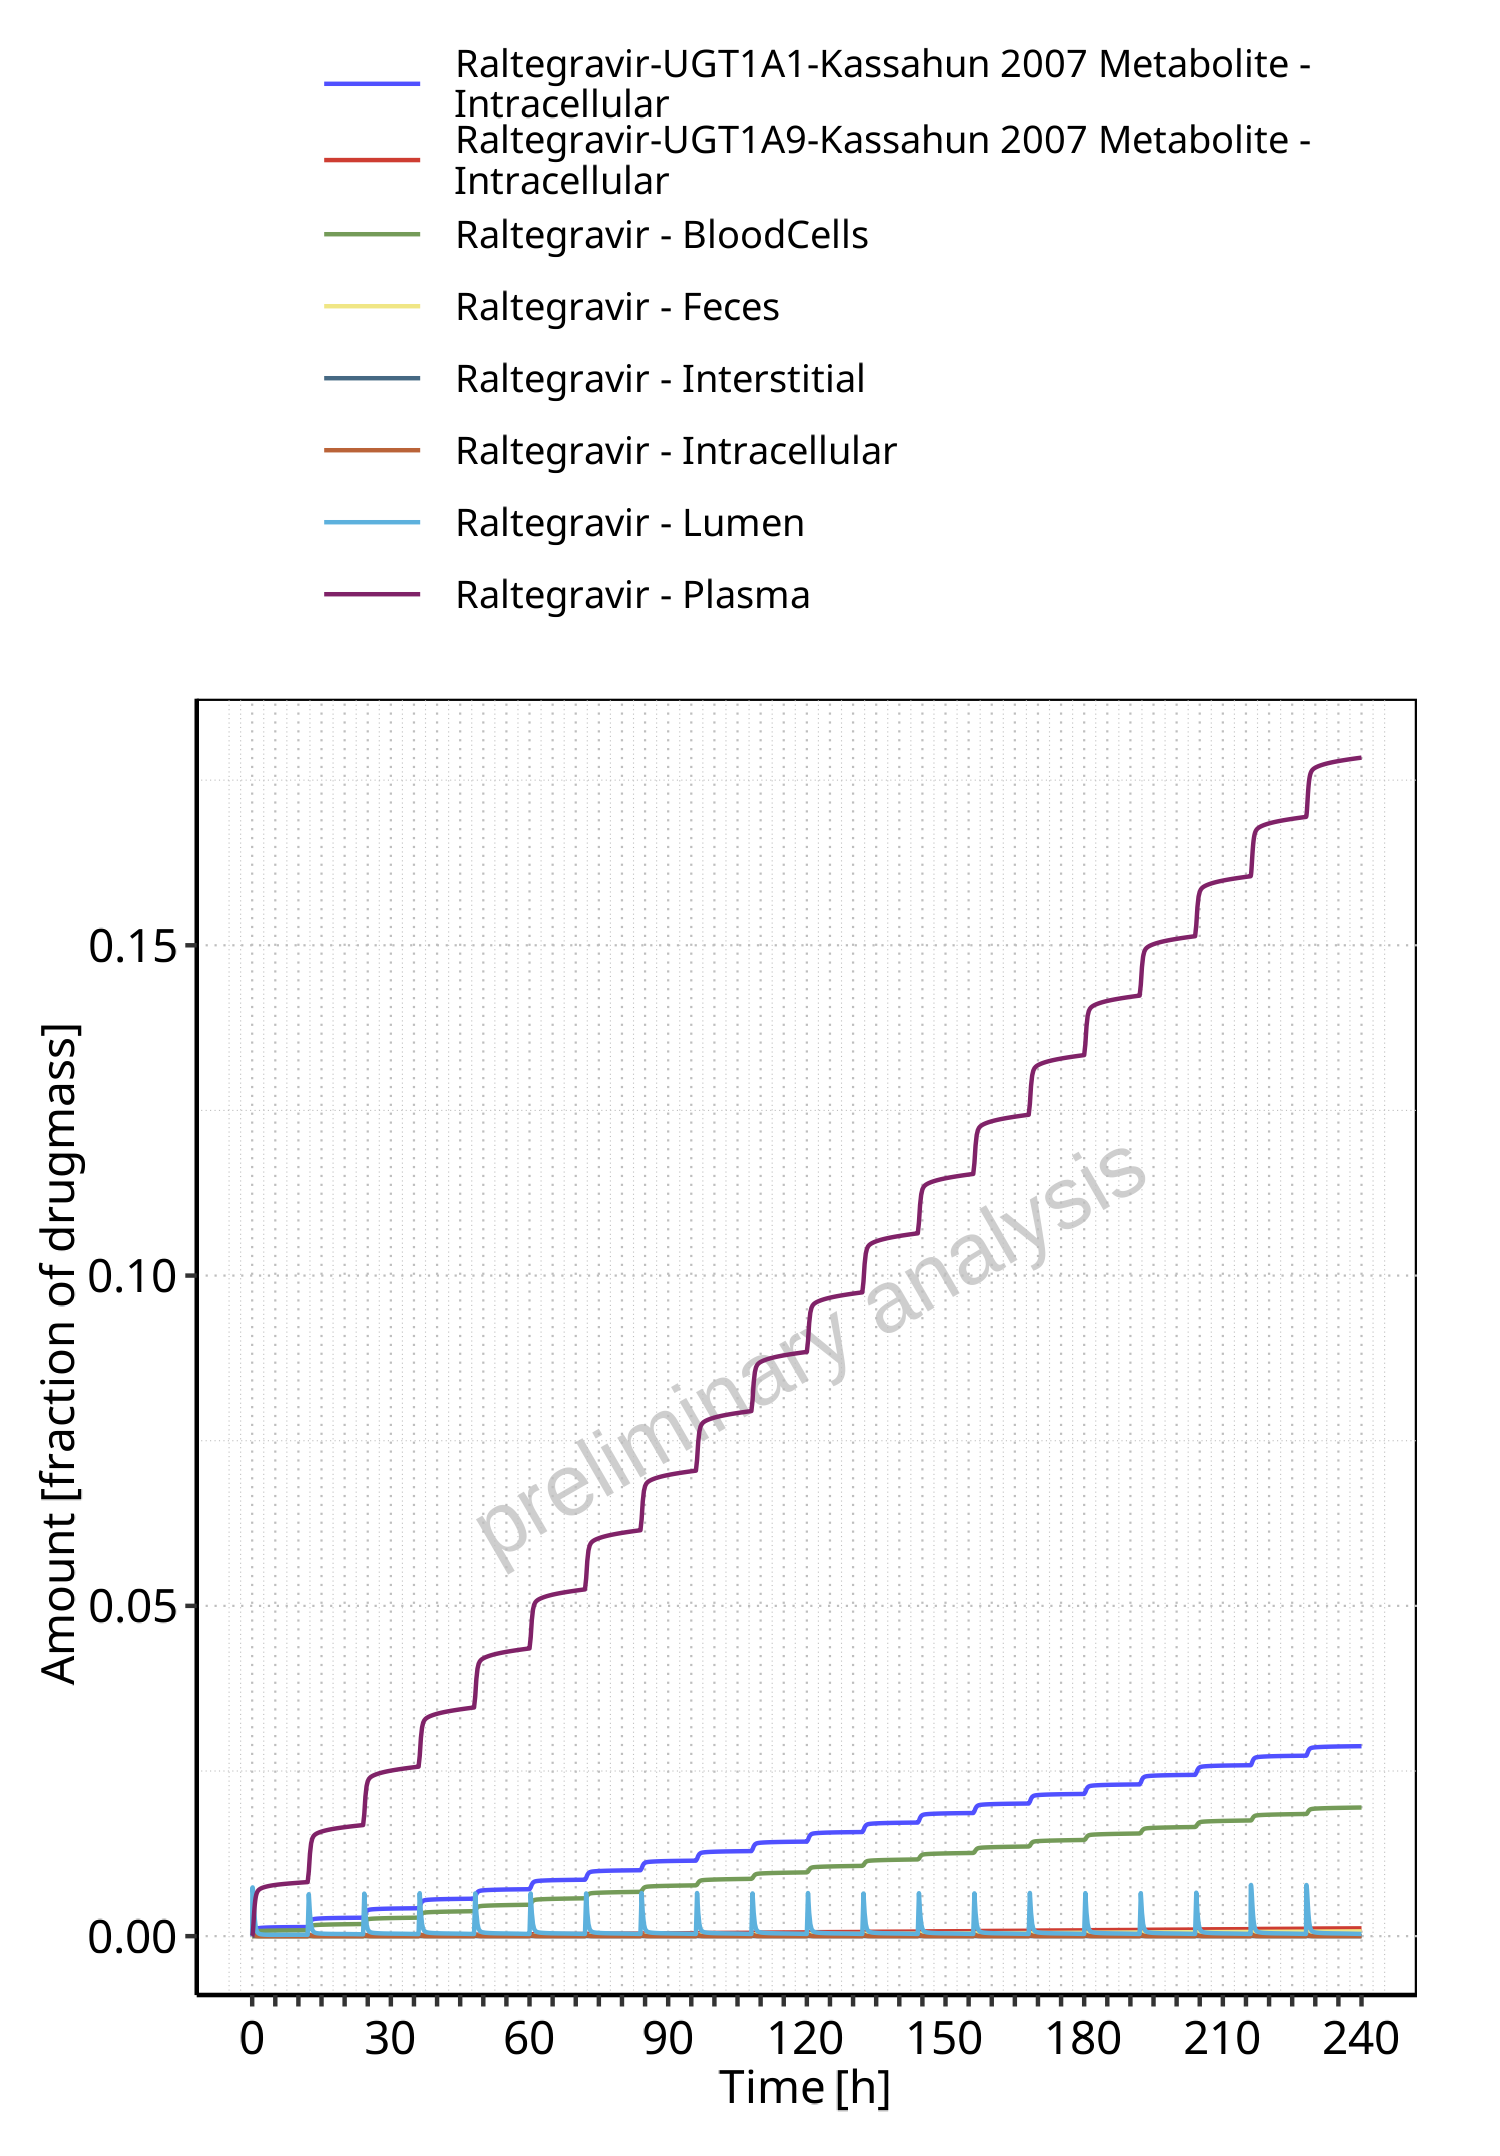 Raltegravir-UGT1A1-Kassahun 2007 Metabolite -
Intracellular
Raltegravir-UGT1A9-Kassahun 2007 Metabolite -
Intracellular
Raltegravir - BloodCells
Raltegravir - Feces
Raltegravir - Interstitial
Raltegravir - Intracellular
Raltegravir - Lumen
Raltegravir - Plasma
Amount [fraction of drugmass]
0.15
0.10
0.05
0.00
preliminary analysis
0 30 60 90 120 150 180 210 240
Time [h]